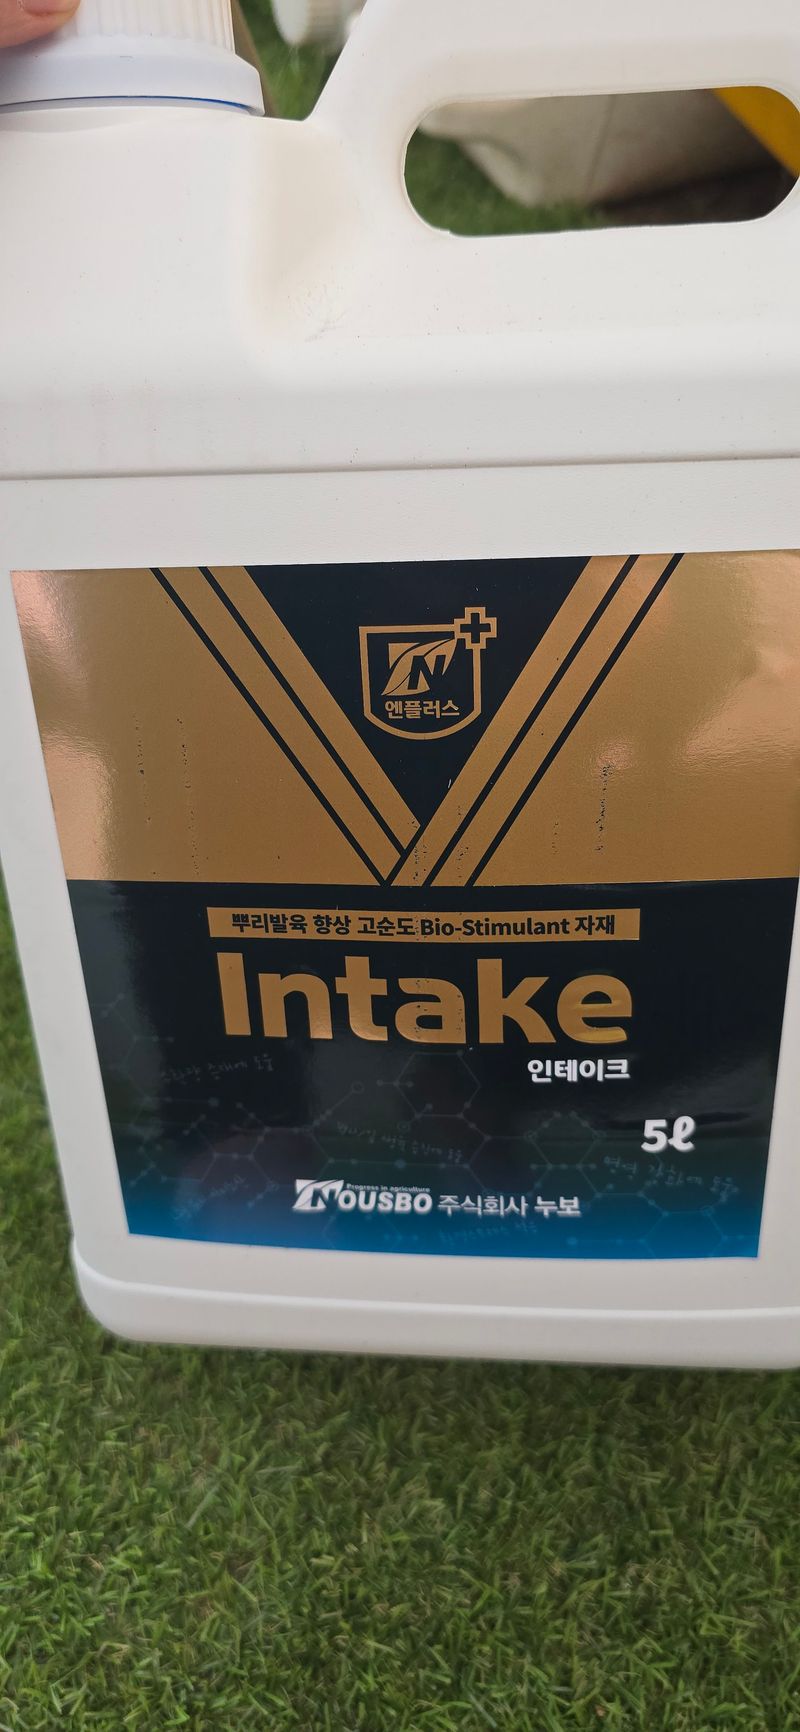 N
엔플러스
뿌리발육 향상 고순도 Bio-Stimulant 자재
Intake
인테이크
5ℓ
Progress in agriculture
NOUSBO 주식회사 누보